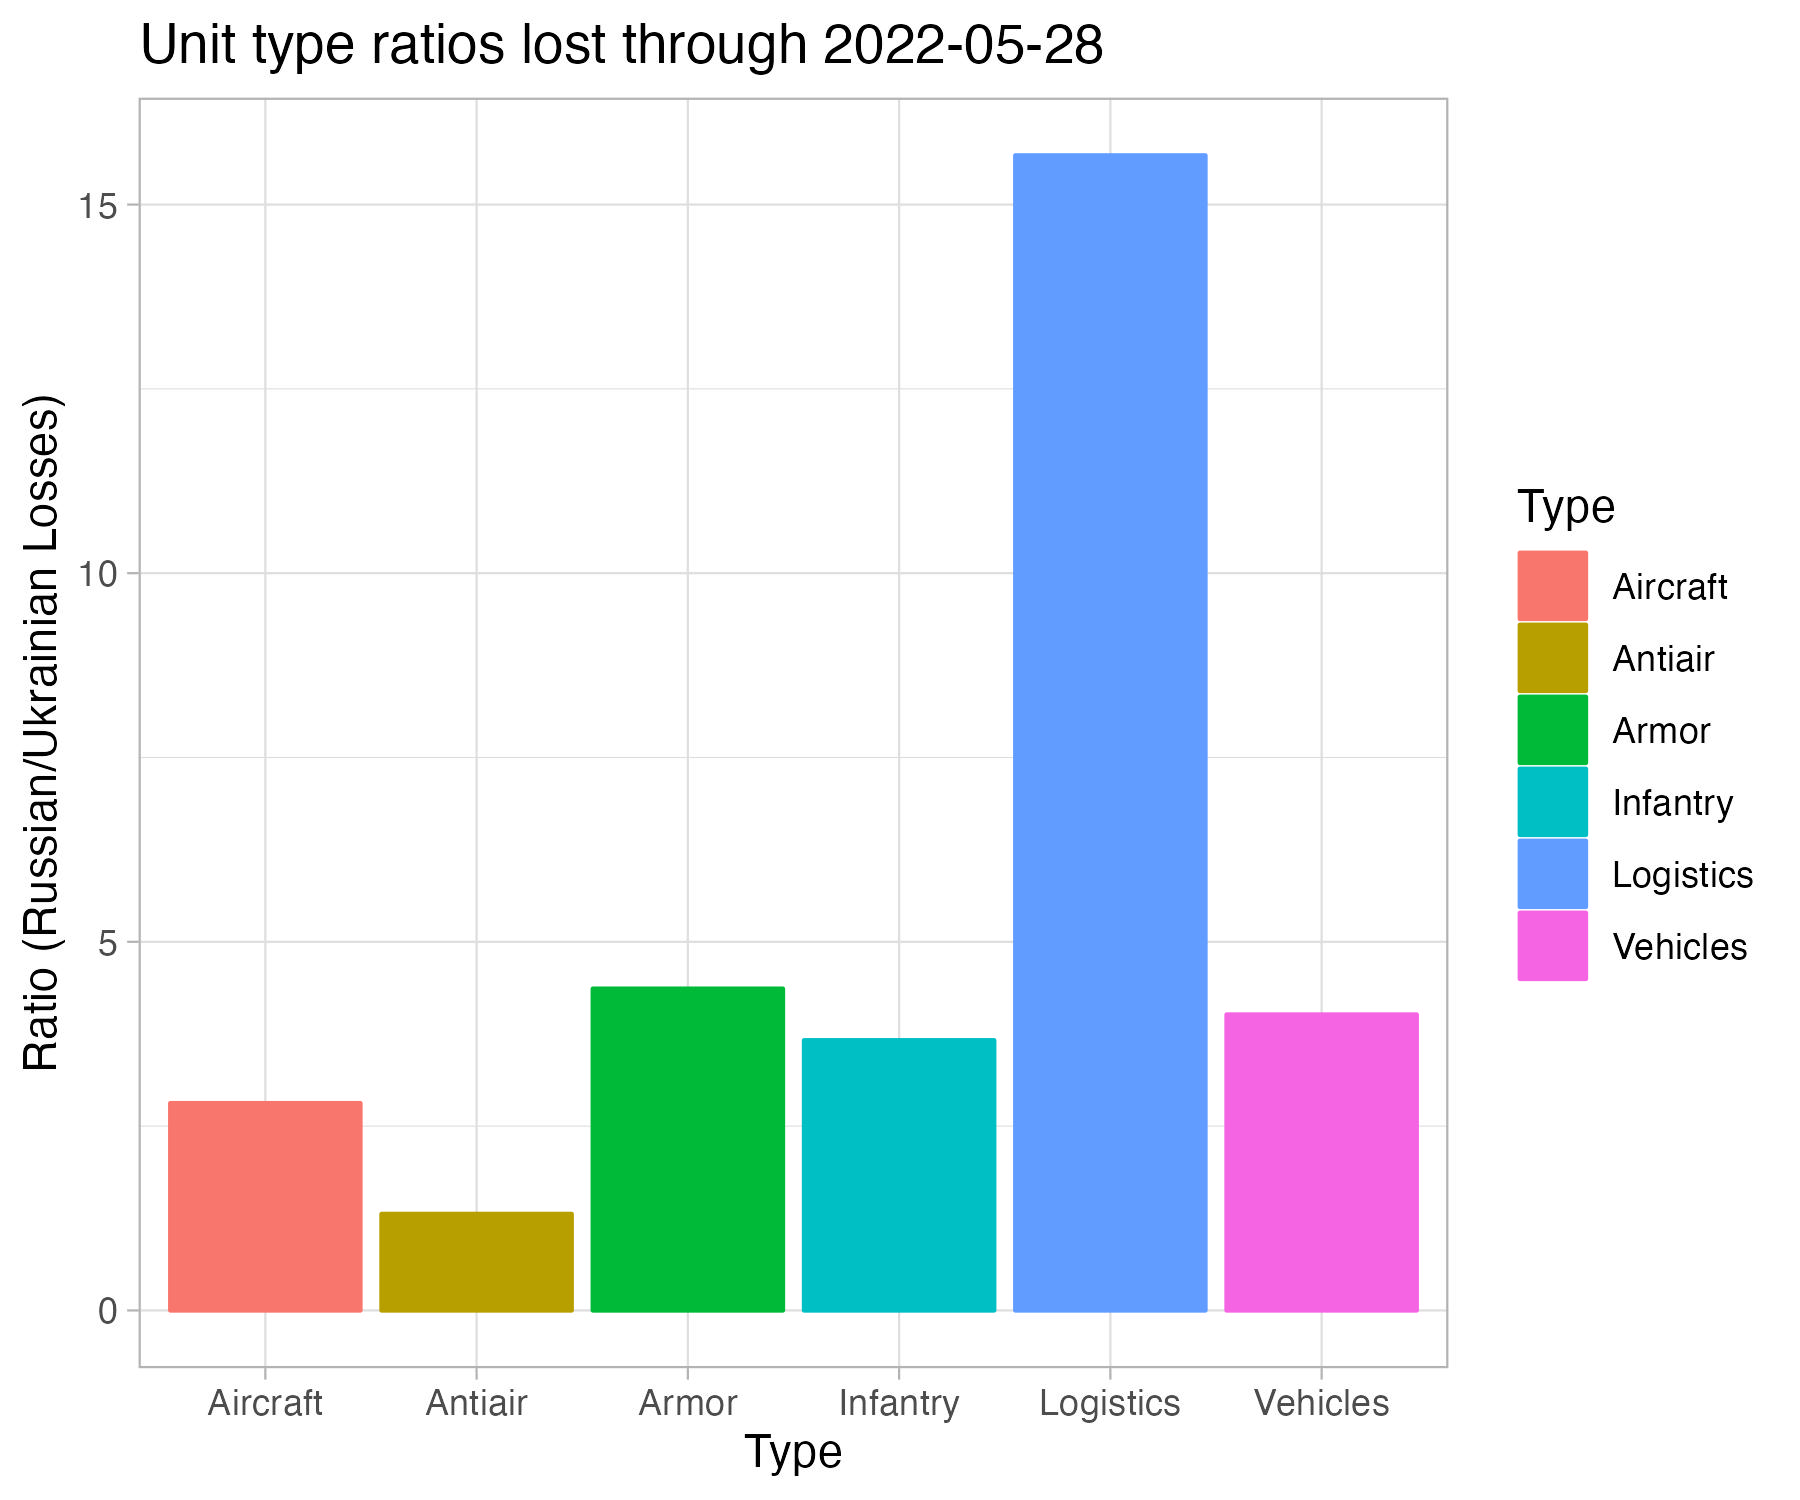 Unit type ratios lost through 2022-05-28
Ratio (Russian/Ukrainian Losses)
15
10
5
0
Aircraft
Antiair
Armor
Infantry
Logistics
Vehicles
Type
Type
Aircraft
Antiair
Armor
Infantry
Logistics
Vehicles